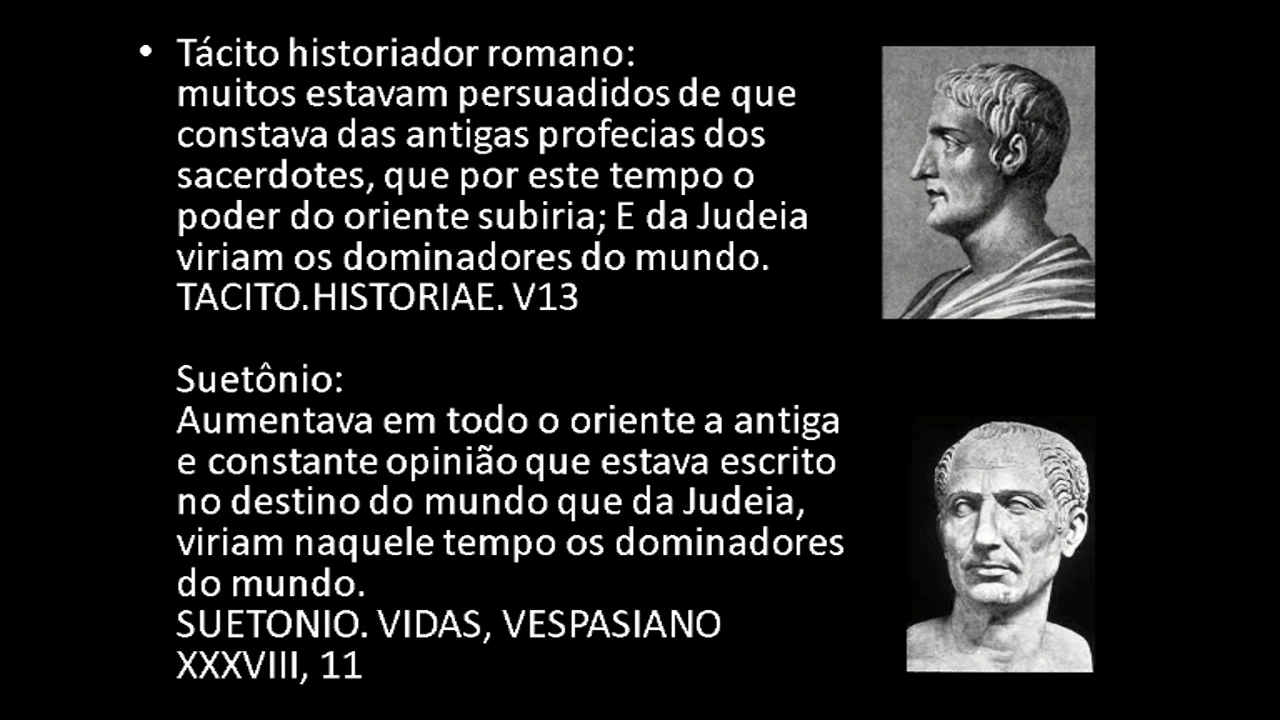 • Tácito historiador romano:
muitos estavam persuadidos de que
constava das antigas profecias dos
sacerdotes, que por este tempo o
poder do oriente subiria; E da Judeia
viriam os dominadores do mundo.
TACITO.HISTORIAE. V13
Suetônio:
Aumentava em todo o oriente a antiga
e constante opinião que estava escrito
no destino do mundo que da Judeia,
viriam naquele tempo os dominadores
do mundo.
SUETONIO. VIDAS, VESPASIANO
XXXVIII, 11